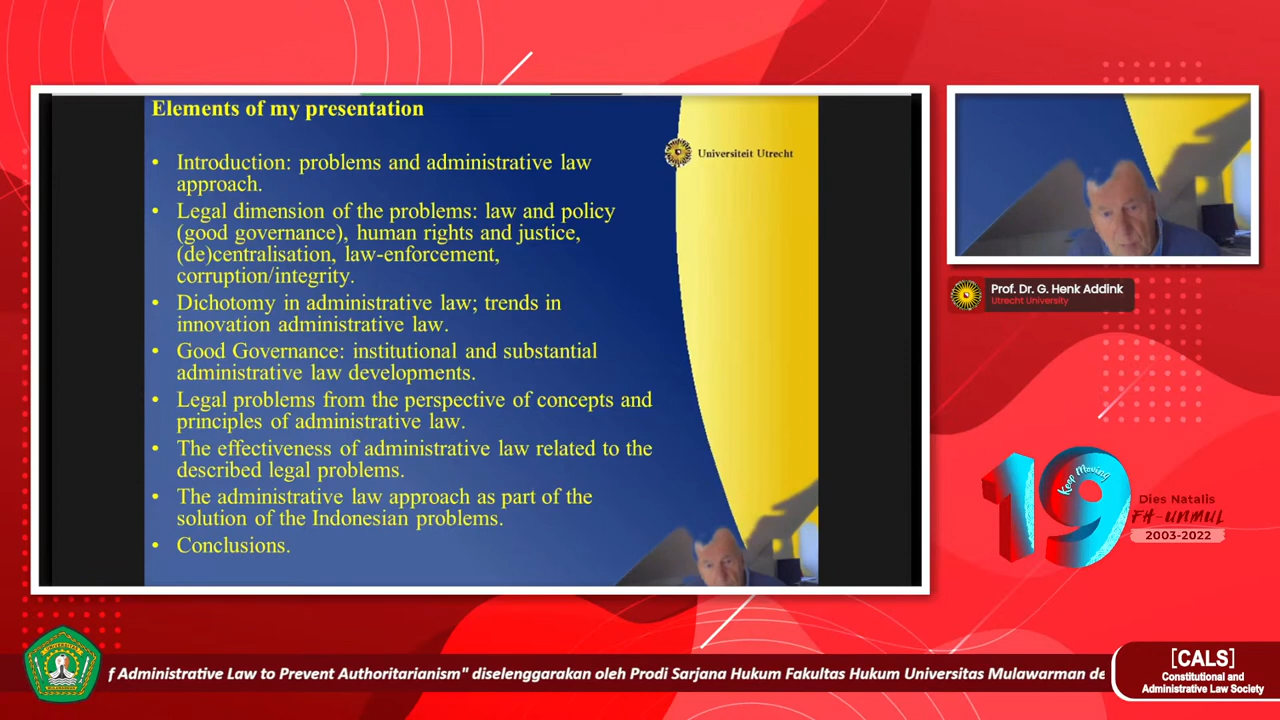 Elements of my presentation
• Introduction: problems and administrative law
approach.
• Legal dimension of the problems: law and policy
(good governance), human rights and justice,
(de)centralisation, law-enforcement,
corruption/integrity.
• Dichotomy in administrative law; trends in
innovation administrative law.
• Good Governance: institutional and substantial
administrative law developments.
• Legal problems from the perspective of concepts and
principles of administrative law.
• The effectiveness of administrative law related to the
described legal problems.
• The administrative law approach as part of the
solution of the Indonesian problems.
• Conclusions.
Universiteit Utrecht
Prof. Dr. G. Henk Addink
Utrecht University
19
Keep Moving
Dies Natalis
FH-UNMUL
2003-2022
f Administrative Law to Prevent Authoritarianism" diselenggarakan oleh Prodi Sarjana Hukum Fakultas Hukum Universitas Mulawarman de
[CALS]
Constitutional and
Administrative Law Society